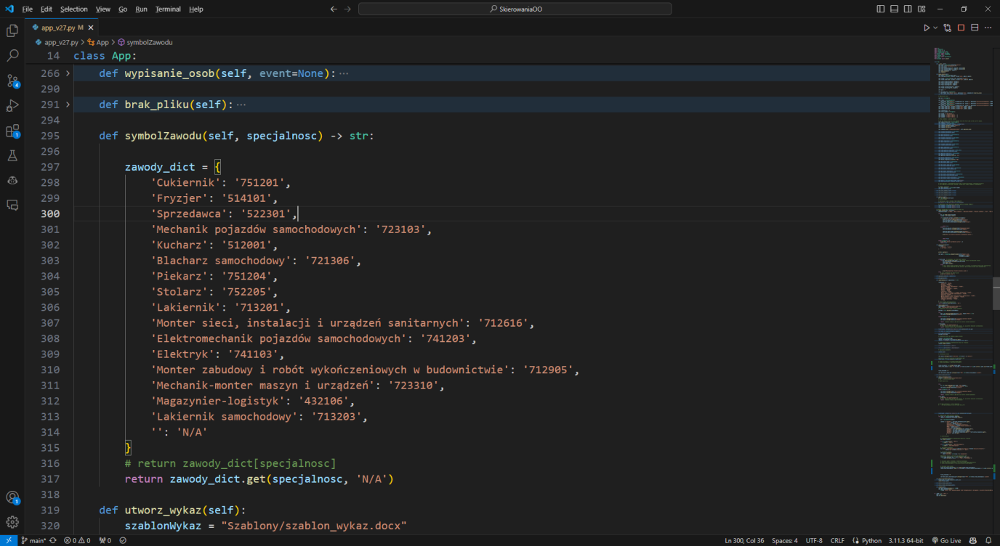 File Edit Selection View Go Run Terminal Help
SkierowaniaOO
app_v27.py M
app_v27.py > App > symbolZawodu
14 class App:
266 def wypisanie_osob(self, event=None): ···
290
291 def brak_pliku(self): ···
294
295 def symbolZawodu(self, specjalnosc) -> str:
296
297 zawody_dict = {
298 'Cukiernik': '751201',
299 'Fryzjer': '514101',
300 'Sprzedawca': '522301',
301 'Mechanik pojazdów samochodowych': '723103',
302 'Kucharz': '512001',
303 'Blacharz samochodowy': '721306',
304 'Piekarz': '751204',
305 'Stolarz': '752205',
306 'Lakiernik': '713201',
307 'Monter sieci, instalacji i urządzeń sanitarnych': '712616',
308 'Elektromechanik pojazdów samochodowych': '741203',
309 'Elektryk': '741103',
310 'Monter zabudowy i robót wykończeniowych w budownictwie': '712905',
311 'Mechanik-monter maszyn i urządzeń': '723310',
312 'Magazynier-logistyk': '432106',
313 'Lakiernik samochodowy': '713203',
314 '': 'N/A'
315 }
316 # return zawody_dict[specjalnosc]
317 return zawody_dict.get(specjalnosc, 'N/A')
318
319 def utworz_wykaz(self):
320 szablonWykaz = "Szablony/szablon_wykaz.docx"
4
1
1
main* 0 0 0 Ln 300, Col 36 Spaces: 4 UTF-8 CRLF Python 3.11.3 64-bit Go Live